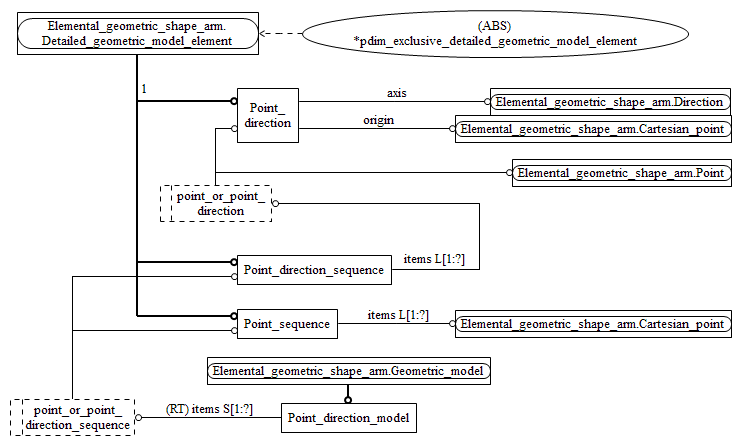 Elemental_geometric_shape_arm.
Detailed_geometric_model_element
(ABS)
*pdim_exclusive_detailed_geometric_model_element
1
Point_
direction
axis
Elemental_geometric_shape_arm.Direction
origin
Elemental_geometric_shape_arm.Cartesian_point
Elemental_geometric_shape_arm.Point
point_or_point_
direction
Point_direction_sequence
items L[1:?]
Point_sequence
items L[1:?]
Elemental_geometric_shape_arm.Cartesian_point
Elemental_geometric_shape_arm.Geometric_model
point_or_point_
direction_sequence
(RT) items S[1:?]
Point_direction_model